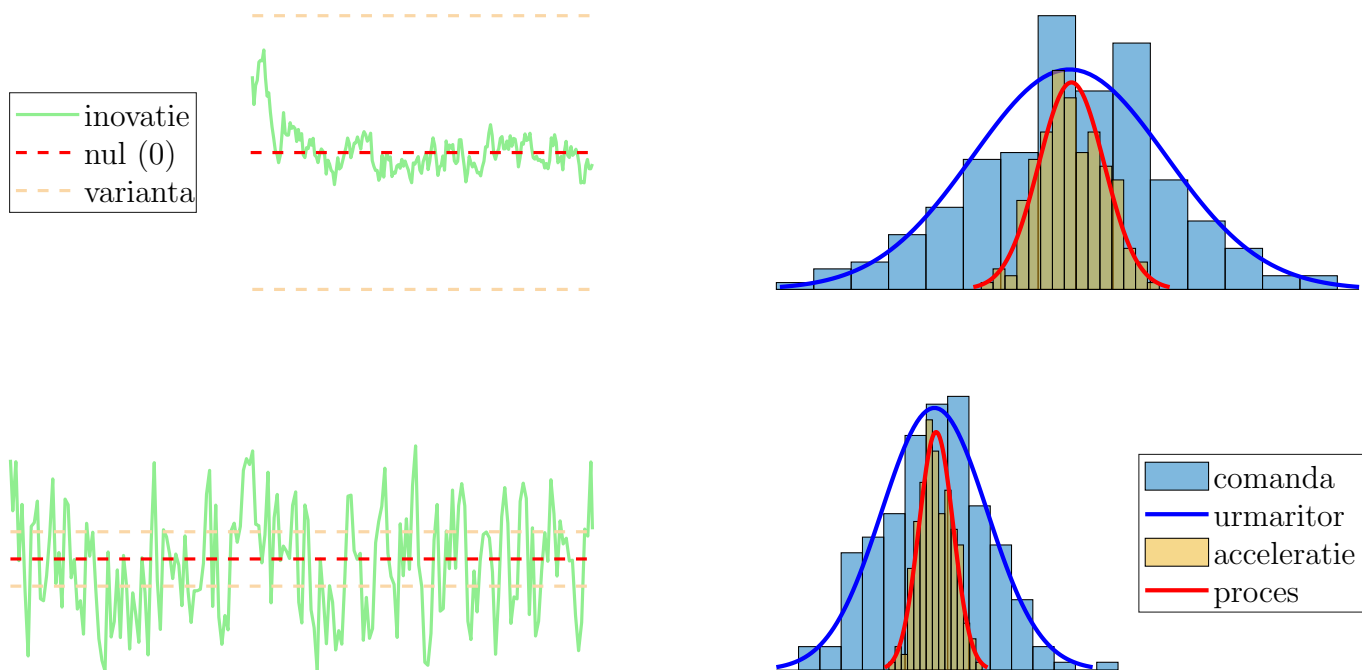 inovatie
nul (0)
varianta
comanda
urmaritor
acceleratie
proces